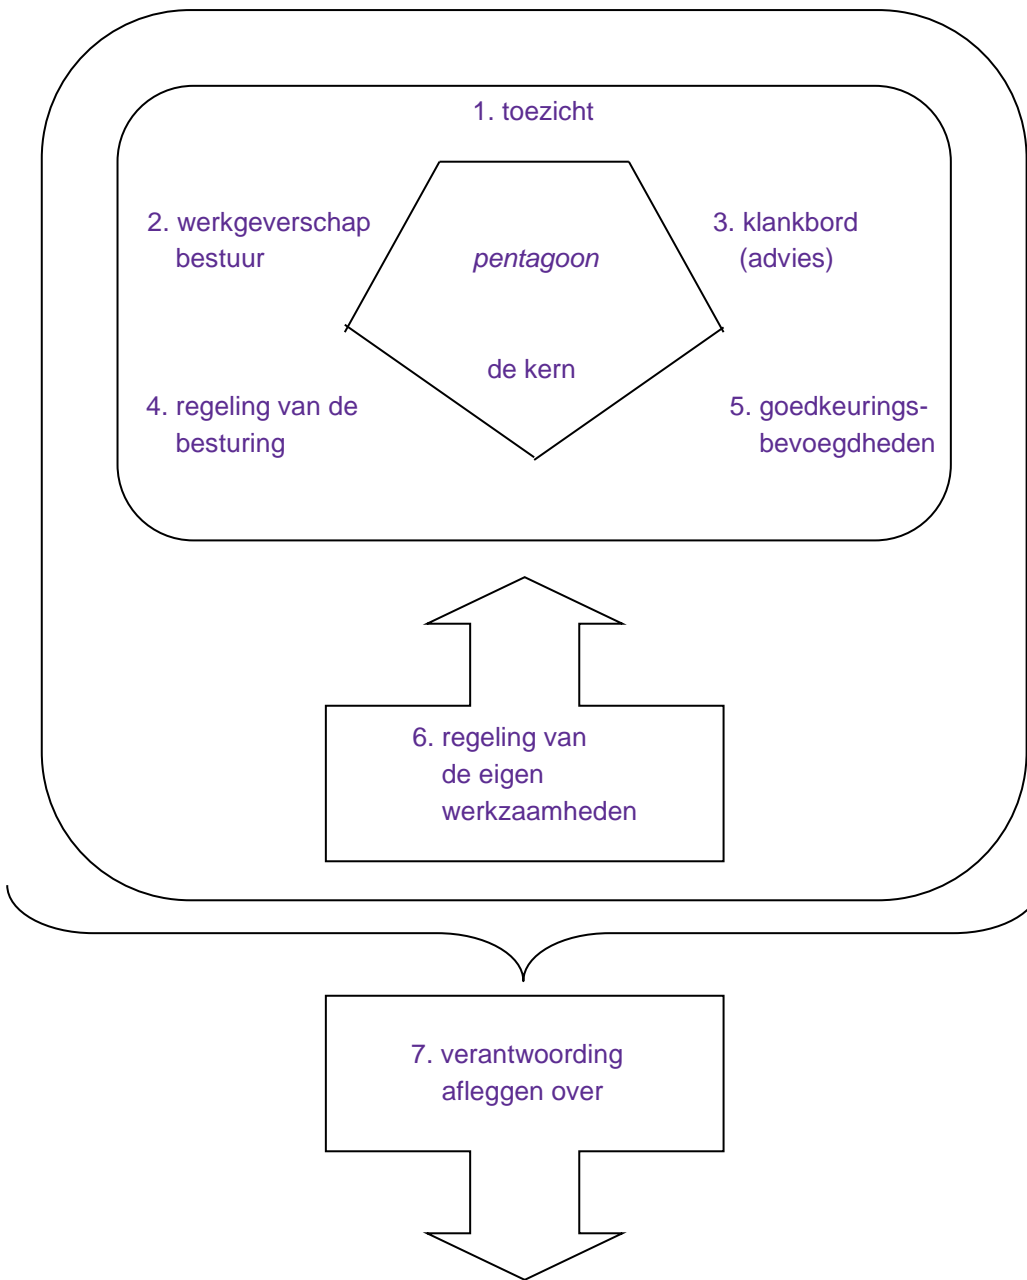 1. toezicht
2. werkgeverschap
bestuur
3. klankbord
(advies)
pentagoon
de kern
4. regeling van de
besturing
5. goedkeurings-
bevoegdheden
6. regeling van
de eigen
werkzaamheden
7. verantwoording
afleggen over